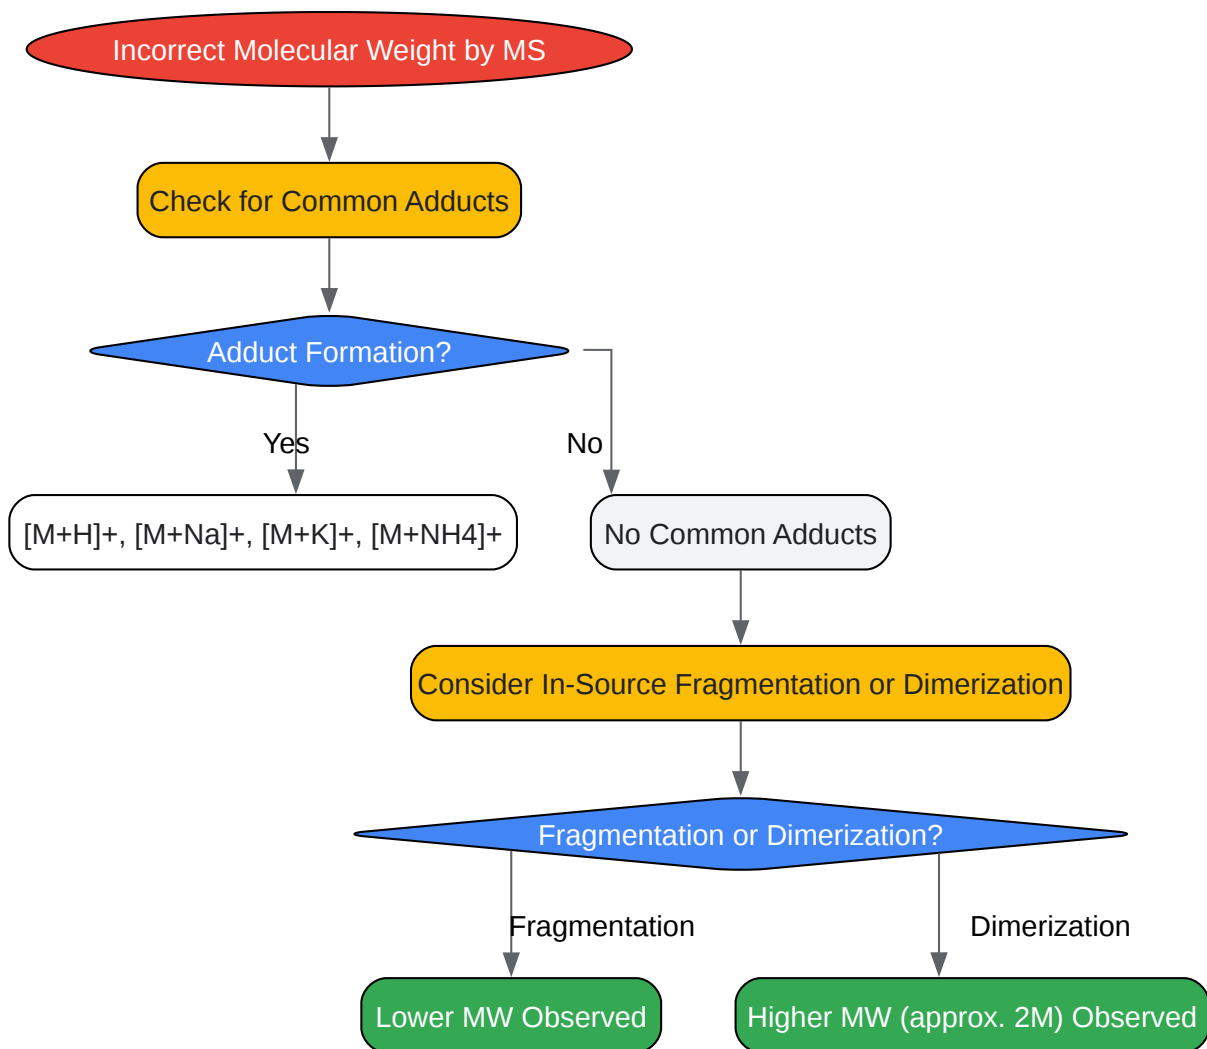 Incorrect Molecular Weight by MS
Check for Common Adducts
Adduct Formation?
Yes
No
[M+H]+, [M+Na]+, [M+K]+, [M+NH4]+
No Common Adducts
Consider In-Source Fragmentation or Dimerization
Fragmentation or Dimerization?
Fragmentation
Dimerization
Lower MW Observed
Higher MW (approx. 2M) Observed